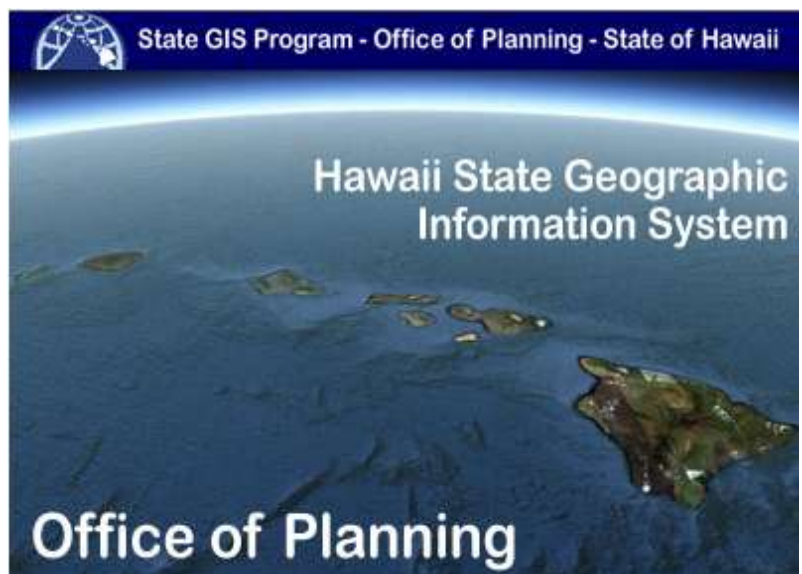 State GIS Program - Office of Planning - State of Hawaii
Hawaii State Geographic
Information System
Office of Planning